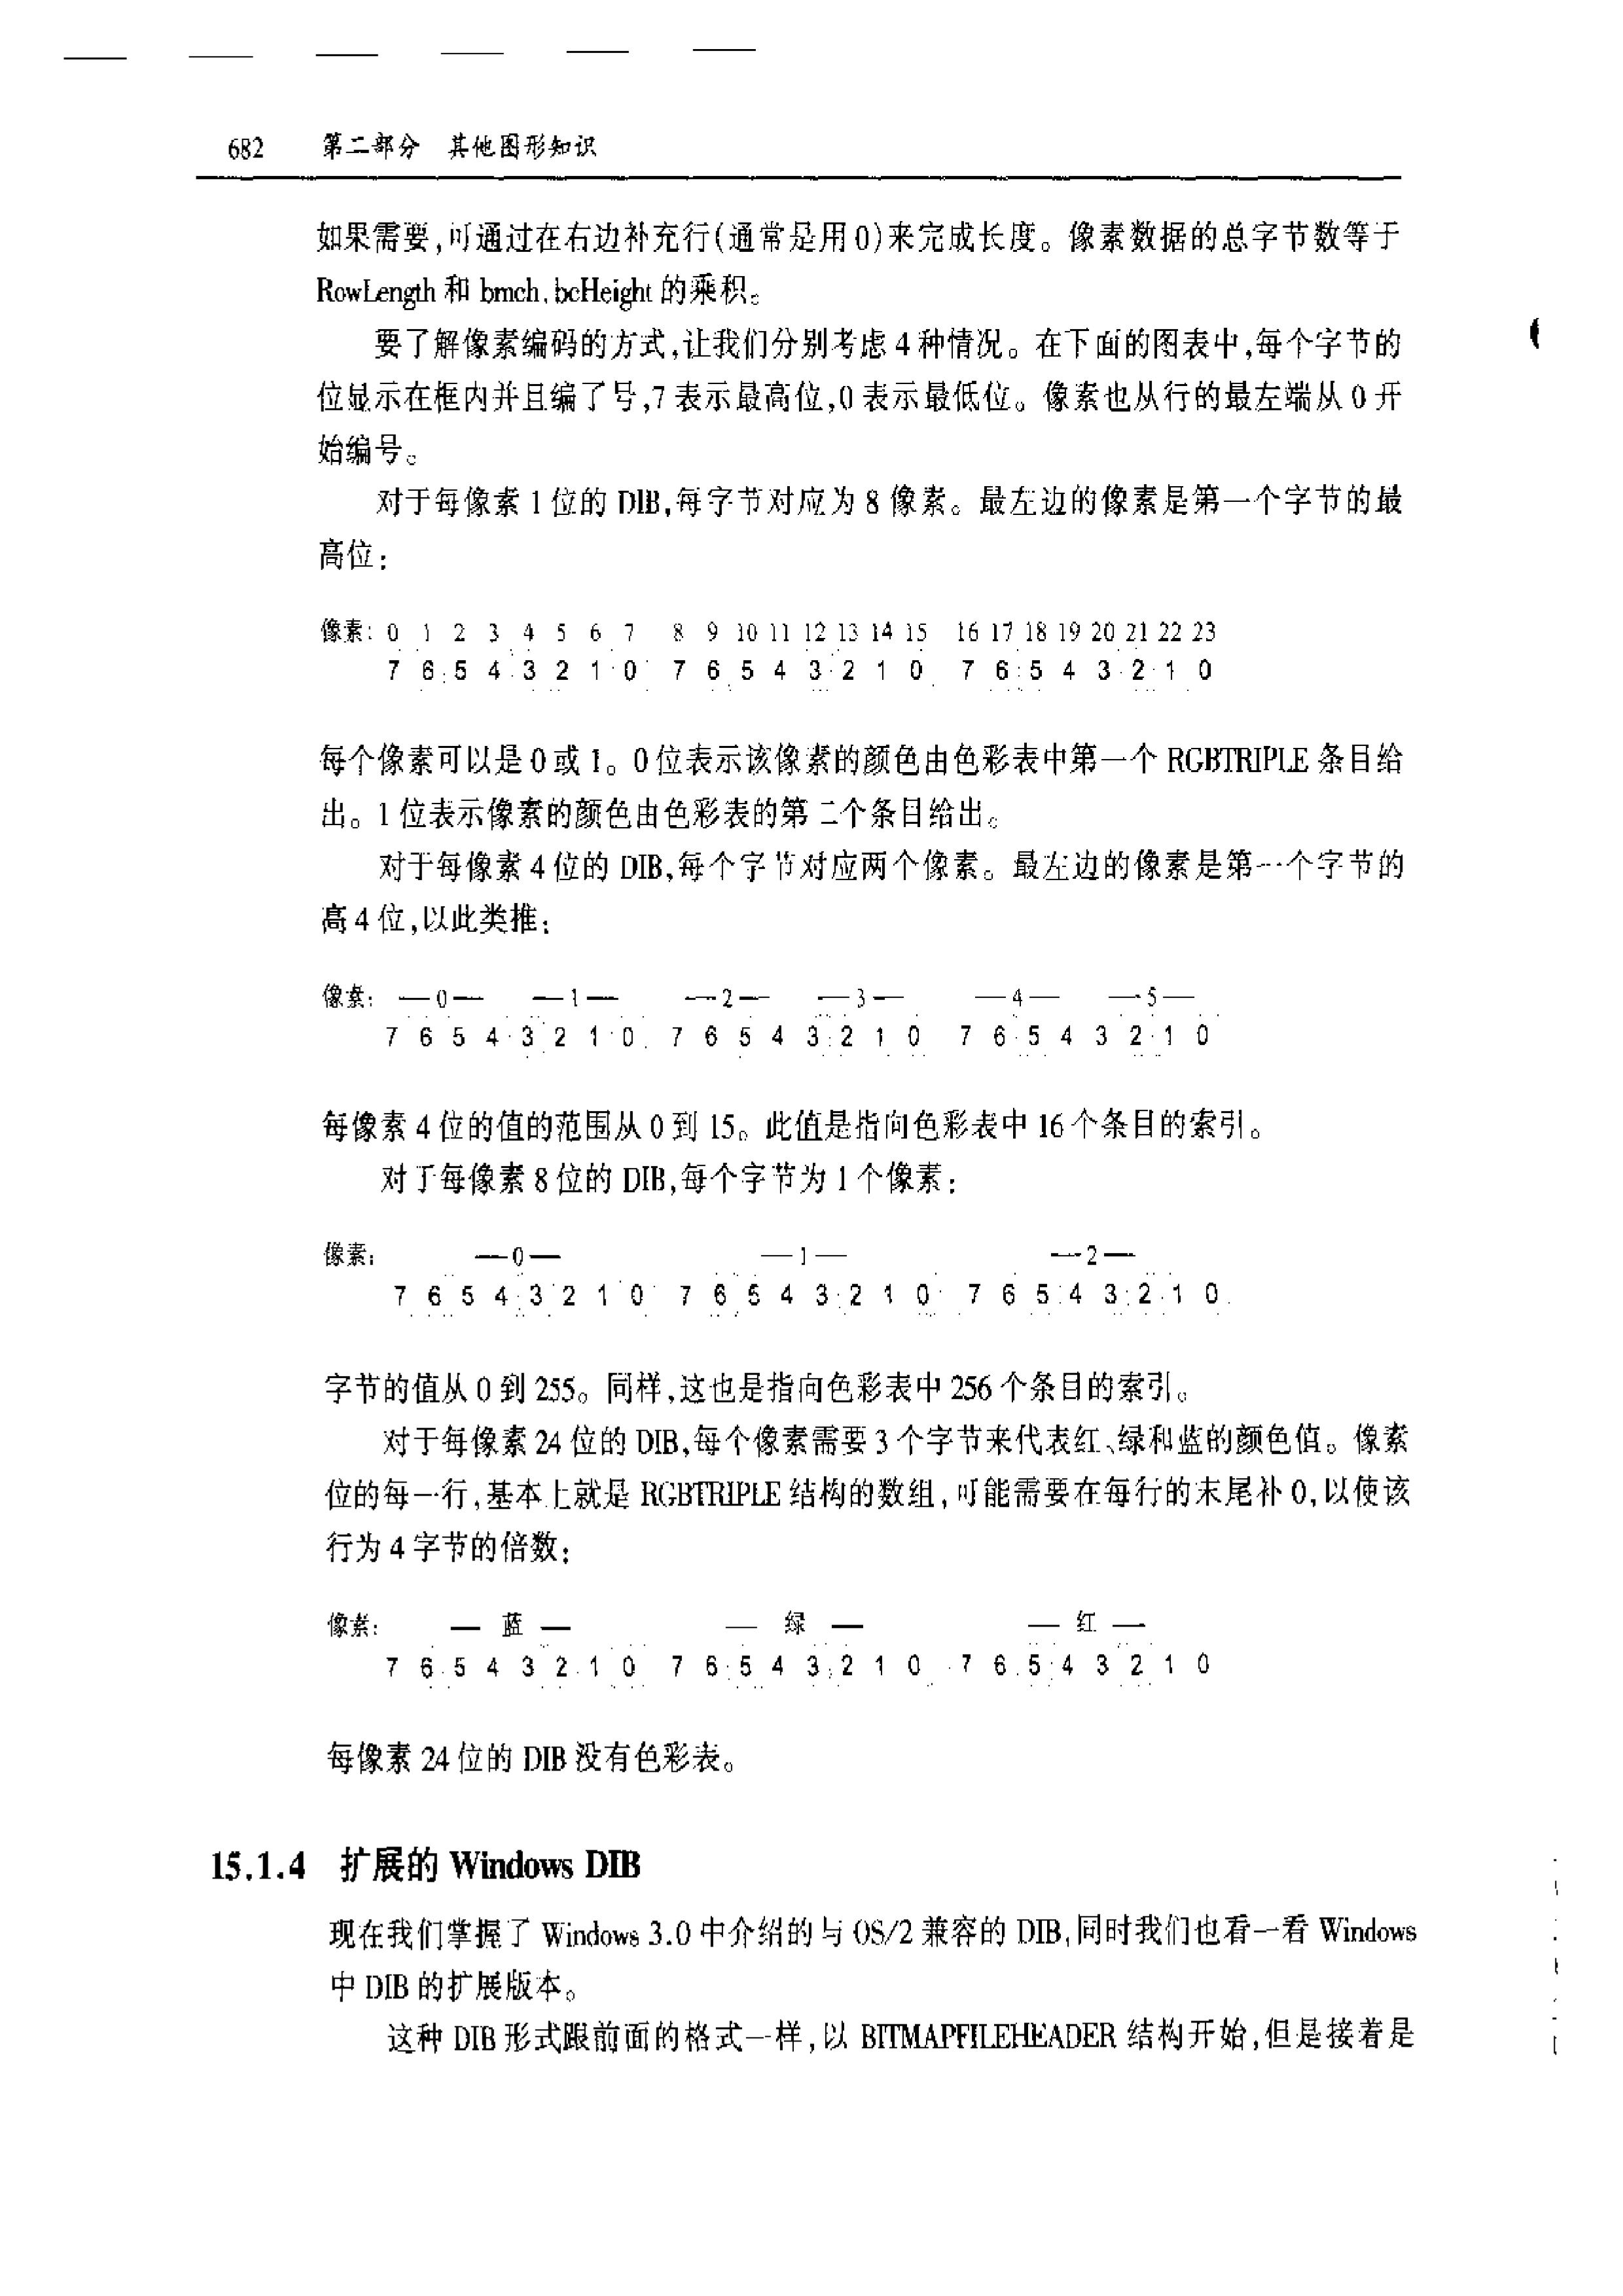 682 第二部分 其他图形知识
如果需要,可通过在右边补充行(通常是用0)来完成长度。像素数据的总字节数等于
RowLength 和 bmch.bcHeight 的乘积。
要了解像素编码的方式,让我们分别考虑4种情况。在下面的图表中,每个字节的
位显示在框内并且编了号,7表示最高位,0表示最低位。像素也从行的最左端从0开
始编号。
对于每像素1位的 DIB,每字节对应为8像素。最左边的像素是第一个字节的最
高位:
像素: 0 1 2 3 4 5 6 7 8 9 10 11 12 13 14 15 16 17 18 19 20 21 22 23
7 6 5 4 3 2 1 0 7 6 5 4 3 2 1 0 7 6 5 4 3 2 1 0
每个像素可以是0或1。0位表示该像素的颜色由色彩表中第一个 RGBTRIPLE 条目给
出。1位表示像素的颜色由色彩表的第二个条目给出。
对于每像素4位的 DIB,每个字节对应两个像素。最左边的像素是第一个字节的
高4位,以此类推:
像素: —0— —1— —2— —3— —4— —5—
7 6 5 4 3 2 1 0 7 6 5 4 3 2 1 0 7 6 5 4 3 2 1 0
每像素4位的值的范围从0到15。此值是指向色彩表中16个条目的索引。
对于每像素8位的 DIB,每个字节为1个像素:
像素: —0— —1— —2—
7 6 5 4 3 2 1 0 7 6 5 4 3 2 1 0 7 6 5 4 3 2 1 0
字节的值从0到255。同样,这也是指向色彩表中256个条目的索引。
对于每像素24位的 DIB,每个像素需要3个字节来代表红、绿和蓝的颜色值。像素
位的每一行,基本上就是 RGBTRIPLE 结构的数组,可能需要在每行的末尾补0,以使该
行为4字节的倍数:
像素: — 蓝 — — 绿 — — 红 —
7 6 5 4 3 2 1 0 7 6 5 4 3 2 1 0 7 6 5 4 3 2 1 0
每像素24位的 DIB 没有色彩表。
15.1.4 扩展的 Windows DIB
现在我们掌握了 Windows 3.0 中介绍的与 OS/2 兼容的 DIB,同时我们也看一看 Windows
中 DIB 的扩展版本。
这种 DIB 形式跟前面的格式一样,以 BITMAPFILEHEADER 结构开始,但是接着是